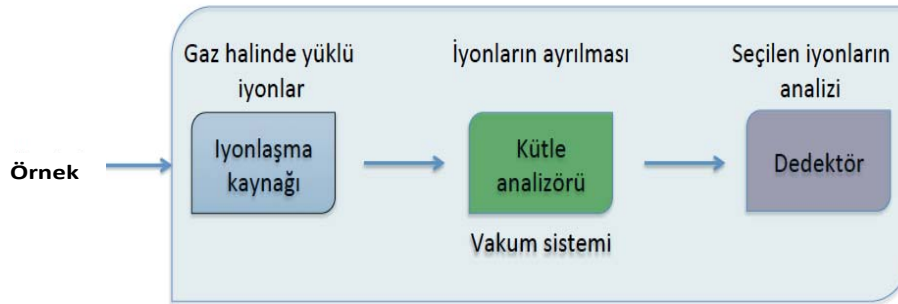 Gaz halinde yüklü
iyonlar
İyonların ayrılması
Seçilen iyonların
analizi
Örnek
Iyonlaşma
kaynağı
Kütle
analizörü
Dedektör
Vakum sistemi